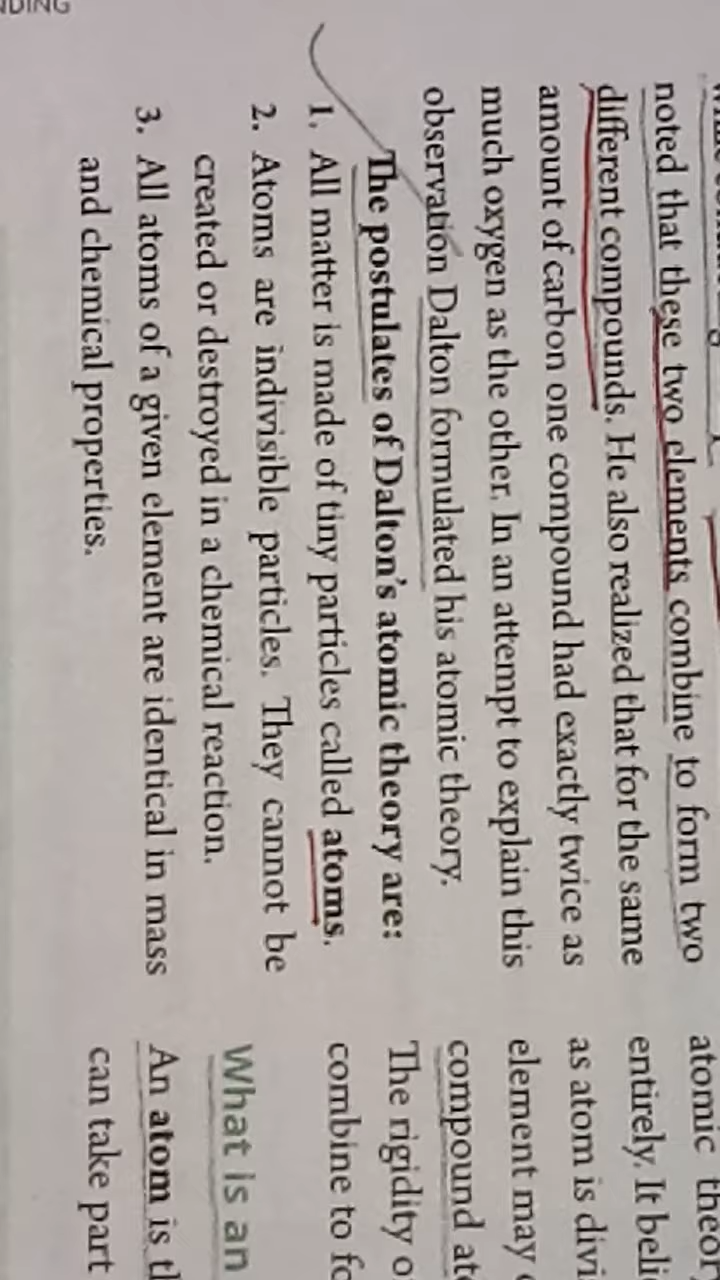 noted that these two elements combine to form two
different compounds. He also realized that for the same
amount of carbon one compound had exactly twice as
much oxygen as the other. In an attempt to explain this
observation Dalton formulated his atomic theory.
The postulates of Dalton's atomic theory are:
1. All matter is made of tiny particles called atoms.
2. Atoms are indivisible particles. They cannot be
created or destroyed in a chemical reaction.
3. All atoms of a given element are identical in mass
and chemical properties.
atomic
entirely. It
as atom is
element may
compound
The rigidity
combine to
What is an
An atom is
can take part